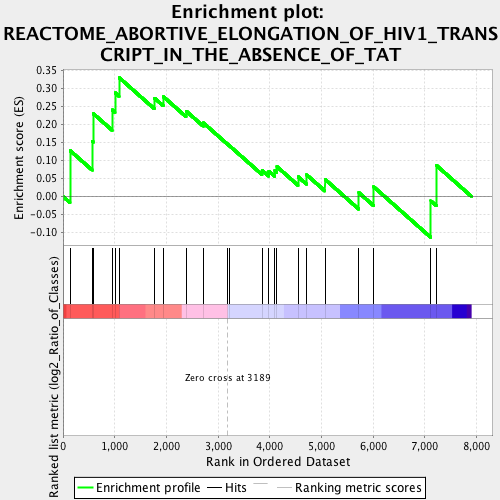 Enrichment plot:
REACTOME_ABORTIVE_ELONGATION_OF_HIV1_TRANS
CRIPT_IN_THE_ABSENCE_OF_TAT
Enrichment score (ES)
0.35
0.30
0.25
0.20
0.15
0.10
0.05
0.00
-0.05
-0.10
Ranked list metric (log2_Ratio_of_Classes)
Zero cross at 3189
0 1,000 2,000 3,000 4,000 5,000 6,000 7,000 8,000
Rank in Ordered Dataset
Enrichment profile Hits Ranking metric scores